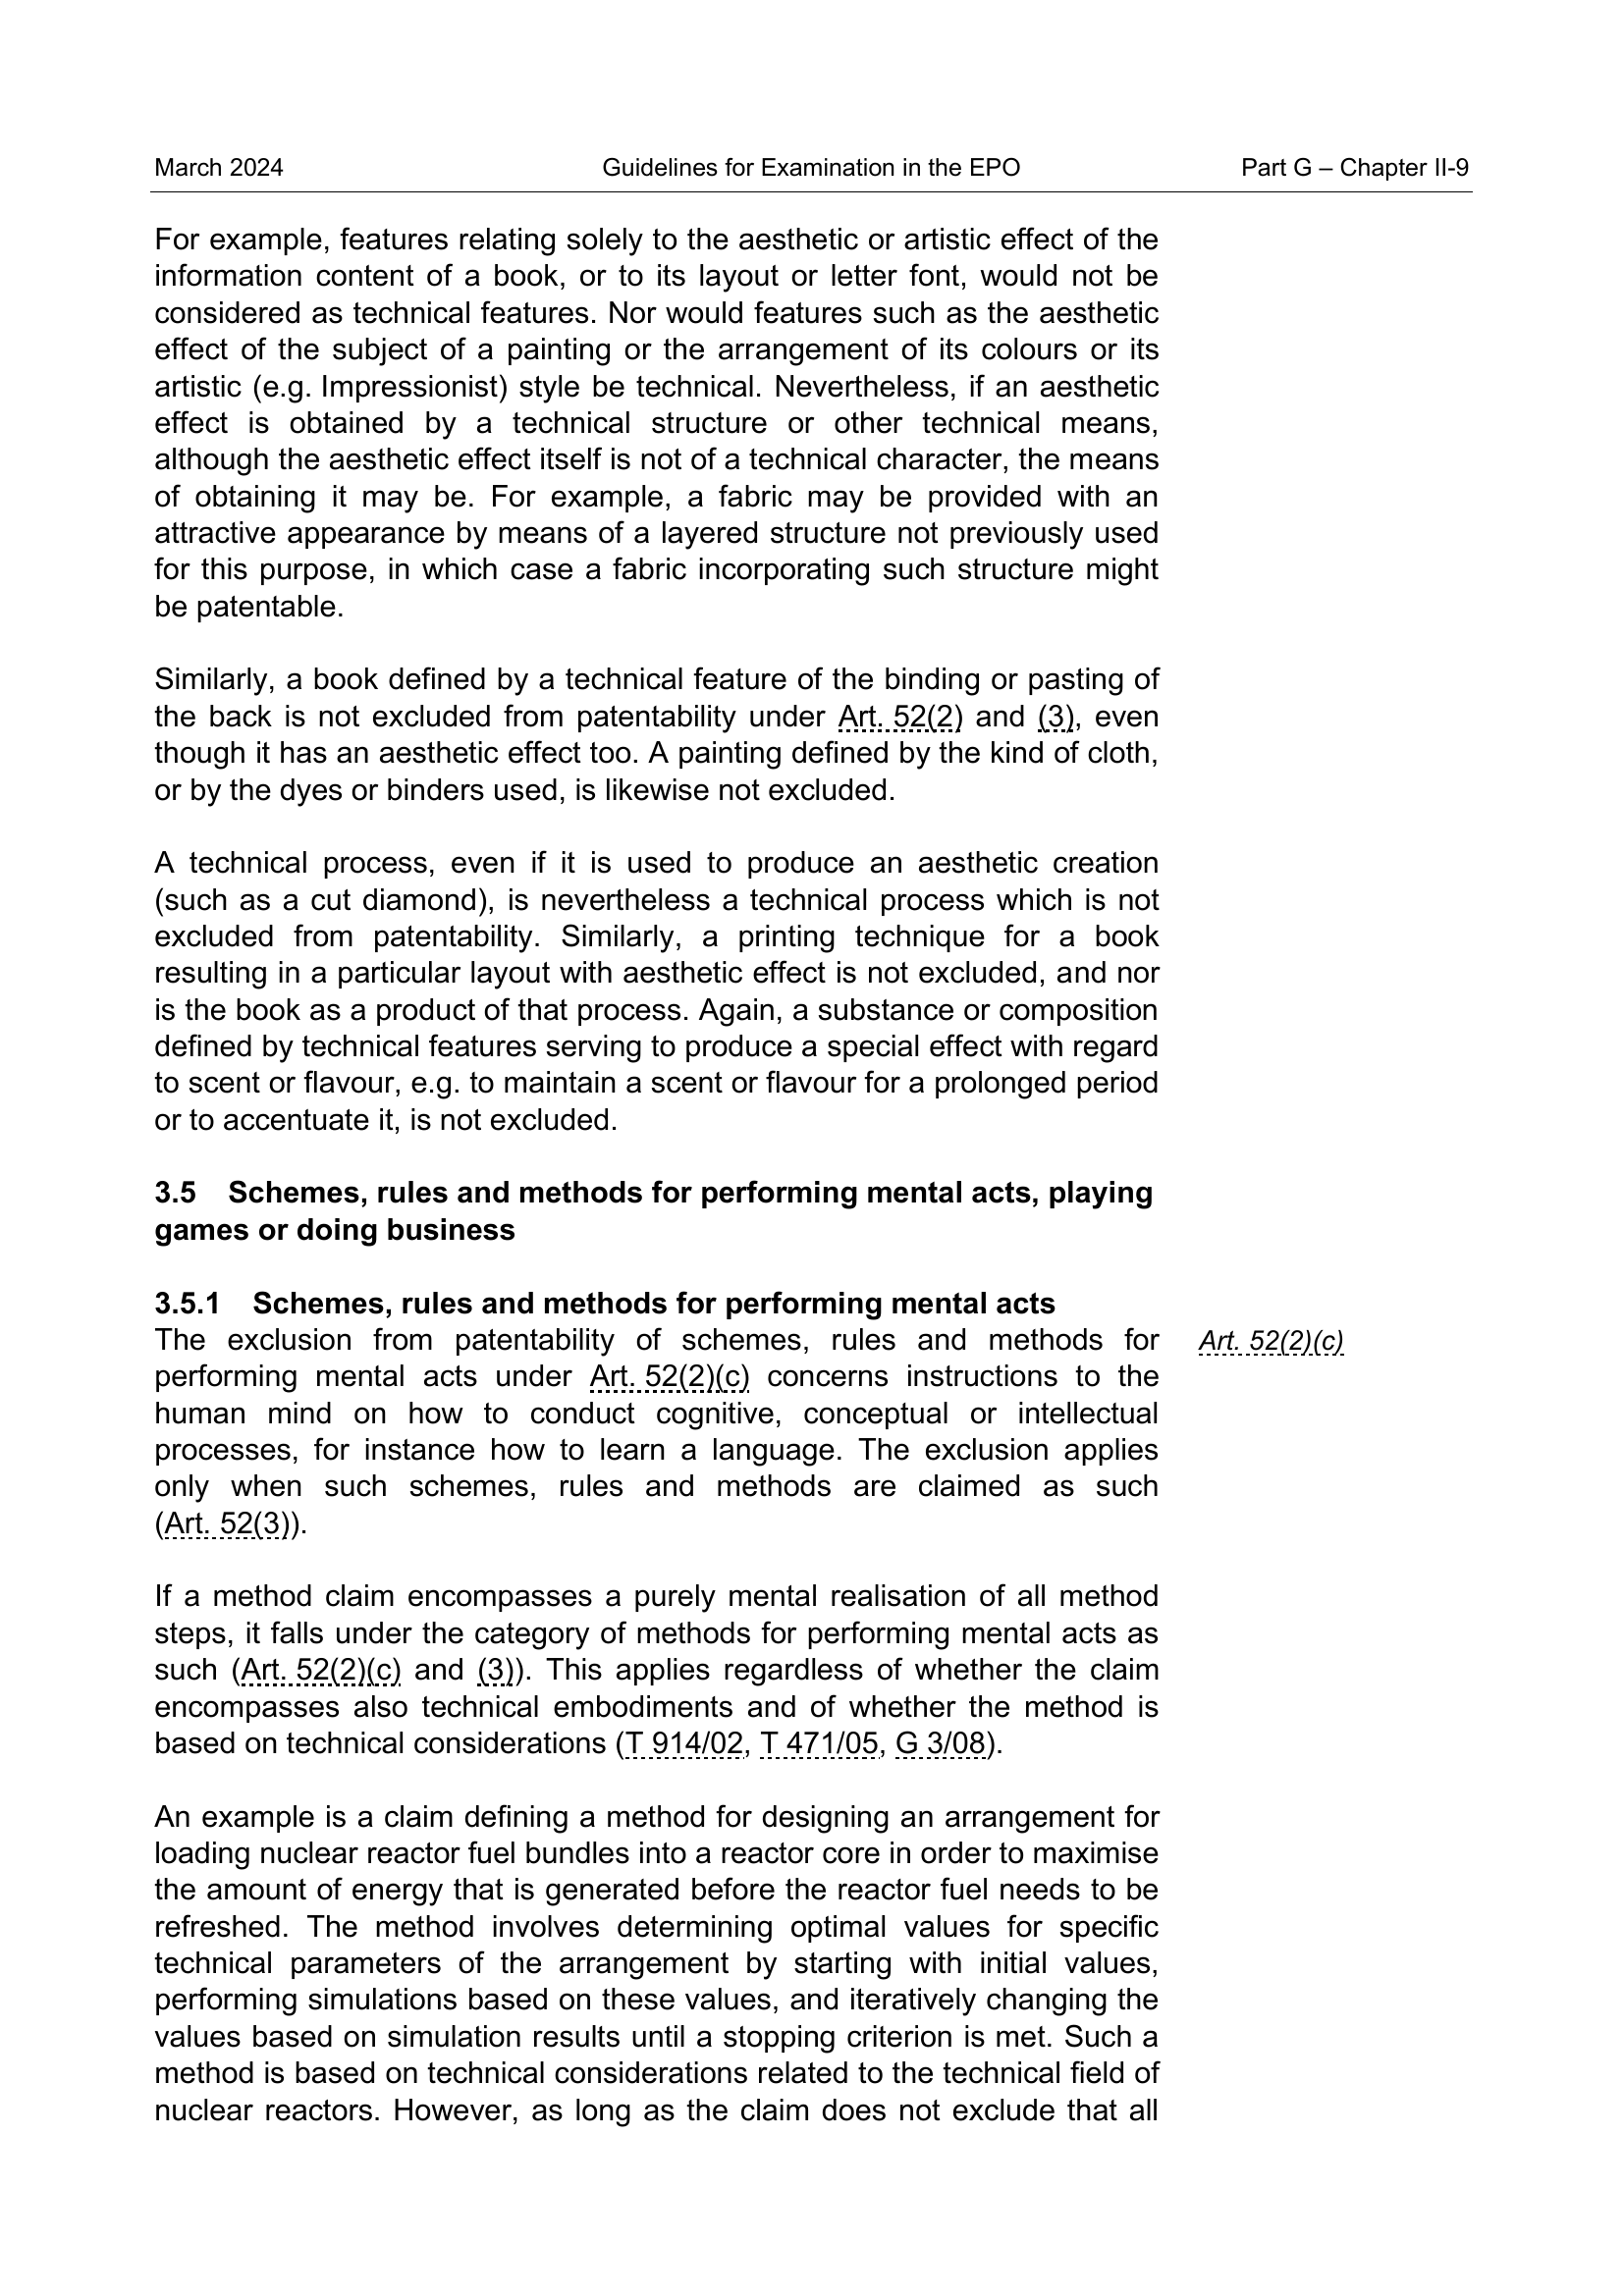 March 2024 Guidelines for Examination in the EPO Part G – Chapter II-9
For example, features relating solely to the aesthetic or artistic effect of the
information content of a book, or to its layout or letter font, would not be
considered as technical features. Nor would features such as the aesthetic
effect of the subject of a painting or the arrangement of its colours or its
artistic (e.g. Impressionist) style be technical. Nevertheless, if an aesthetic
effect is obtained by a technical structure or other technical means,
although the aesthetic effect itself is not of a technical character, the means
of obtaining it may be. For example, a fabric may be provided with an
attractive appearance by means of a layered structure not previously used
for this purpose, in which case a fabric incorporating such structure might
be patentable.
Similarly, a book defined by a technical feature of the binding or pasting of
the back is not excluded from patentability under Art. 52(2) and (3), even
though it has an aesthetic effect too. A painting defined by the kind of cloth,
or by the dyes or binders used, is likewise not excluded.
A technical process, even if it is used to produce an aesthetic creation
(such as a cut diamond), is nevertheless a technical process which is not
excluded from patentability. Similarly, a printing technique for a book
resulting in a particular layout with aesthetic effect is not excluded, and nor
is the book as a product of that process. Again, a substance or composition
defined by technical features serving to produce a special effect with regard
to scent or flavour, e.g. to maintain a scent or flavour for a prolonged period
or to accentuate it, is not excluded.
3.5 Schemes, rules and methods for performing mental acts, playing
games or doing business
3.5.1 Schemes, rules and methods for performing mental acts
The exclusion from patentability of schemes, rules and methods for
Art. 52(2)(c)
performing mental acts under Art. 52(2)(c) concerns instructions to the
human mind on how to conduct cognitive, conceptual or intellectual
processes, for instance how to learn a language. The exclusion applies
only when such schemes, rules and methods are claimed as such
(Art. 52(3)).
If a method claim encompasses a purely mental realisation of all method
steps, it falls under the category of methods for performing mental acts as
such (Art. 52(2)(c) and (3)). This applies regardless of whether the claim
encompasses also technical embodiments and of whether the method is
based on technical considerations (T 914/02, T 471/05, G 3/08).
An example is a claim defining a method for designing an arrangement for
loading nuclear reactor fuel bundles into a reactor core in order to maximise
the amount of energy that is generated before the reactor fuel needs to be
refreshed. The method involves determining optimal values for specific
technical parameters of the arrangement by starting with initial values,
performing simulations based on these values, and iteratively changing the
values based on simulation results until a stopping criterion is met. Such a
method is based on technical considerations related to the technical field of
nuclear reactors. However, as long as the claim does not exclude that all